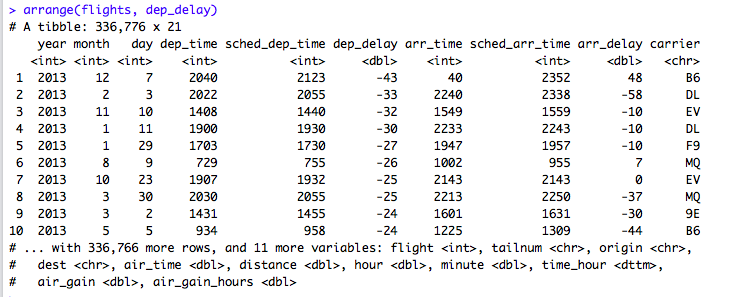 > arrange(flights, dep_delay)
# A tibble: 336,776 x 21
year month day dep_time sched_dep_time dep_delay arr_time sched_arr_time arr_delay carrier
<int> <int> <int> <int> <int> <dbl> <int> <int> <dbl> <chr>
1 2013 12 7 2040 2123 -43 40 2352 48 B6
2 2013 2 3 2022 2055 -33 2240 2338 -58 DL
3 2013 11 10 1408 1440 -32 1549 1559 -10 EV
4 2013 1 11 1900 1930 -30 2233 2243 -10 DL
5 2013 1 29 1703 1730 -27 1947 1957 -10 F9
6 2013 8 9 729 755 -26 1002 955 7 MQ
7 2013 10 23 1907 1932 -25 2143 2143 0 EV
8 2013 3 30 2030 2055 -25 2213 2250 -37 MQ
9 2013 3 2 1431 1455 -24 1601 1631 -30 9E
10 2013 5 5 934 958 -24 1225 1309 -44 B6
# ... with 336,766 more rows, and 11 more variables: flight <int>, tailnum <chr>, origin <chr>,
# dest <chr>, air_time <dbl>, distance <dbl>, hour <dbl>, minute <dbl>, time_hour <dttm>,
# air_gain <dbl>, air_gain_hours <dbl>